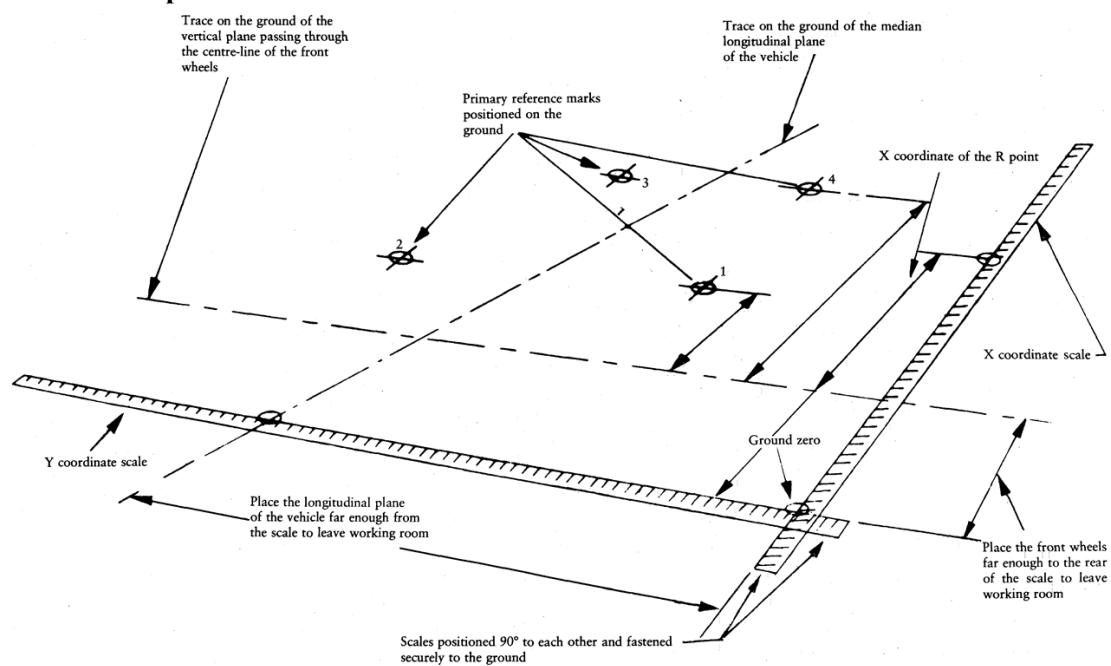 Trace on the ground of the
vertical plane passing through
the centre-line of the front
wheels
Trace on the ground of the median
longitudinal plane
of the vehicle
Primary reference marks
positioned on the
ground
X coordinate of the R point
3
4
2
1
1
X coordinate scale
Y coordinate scale
Ground zero
Place the longitudinal plane
of the vehicle far enough from
the scale to leave working room
Place the front wheels
far enough to the rear
of the scale to leave
working room
Scales positioned 90° to each other and fastened
securely to the ground